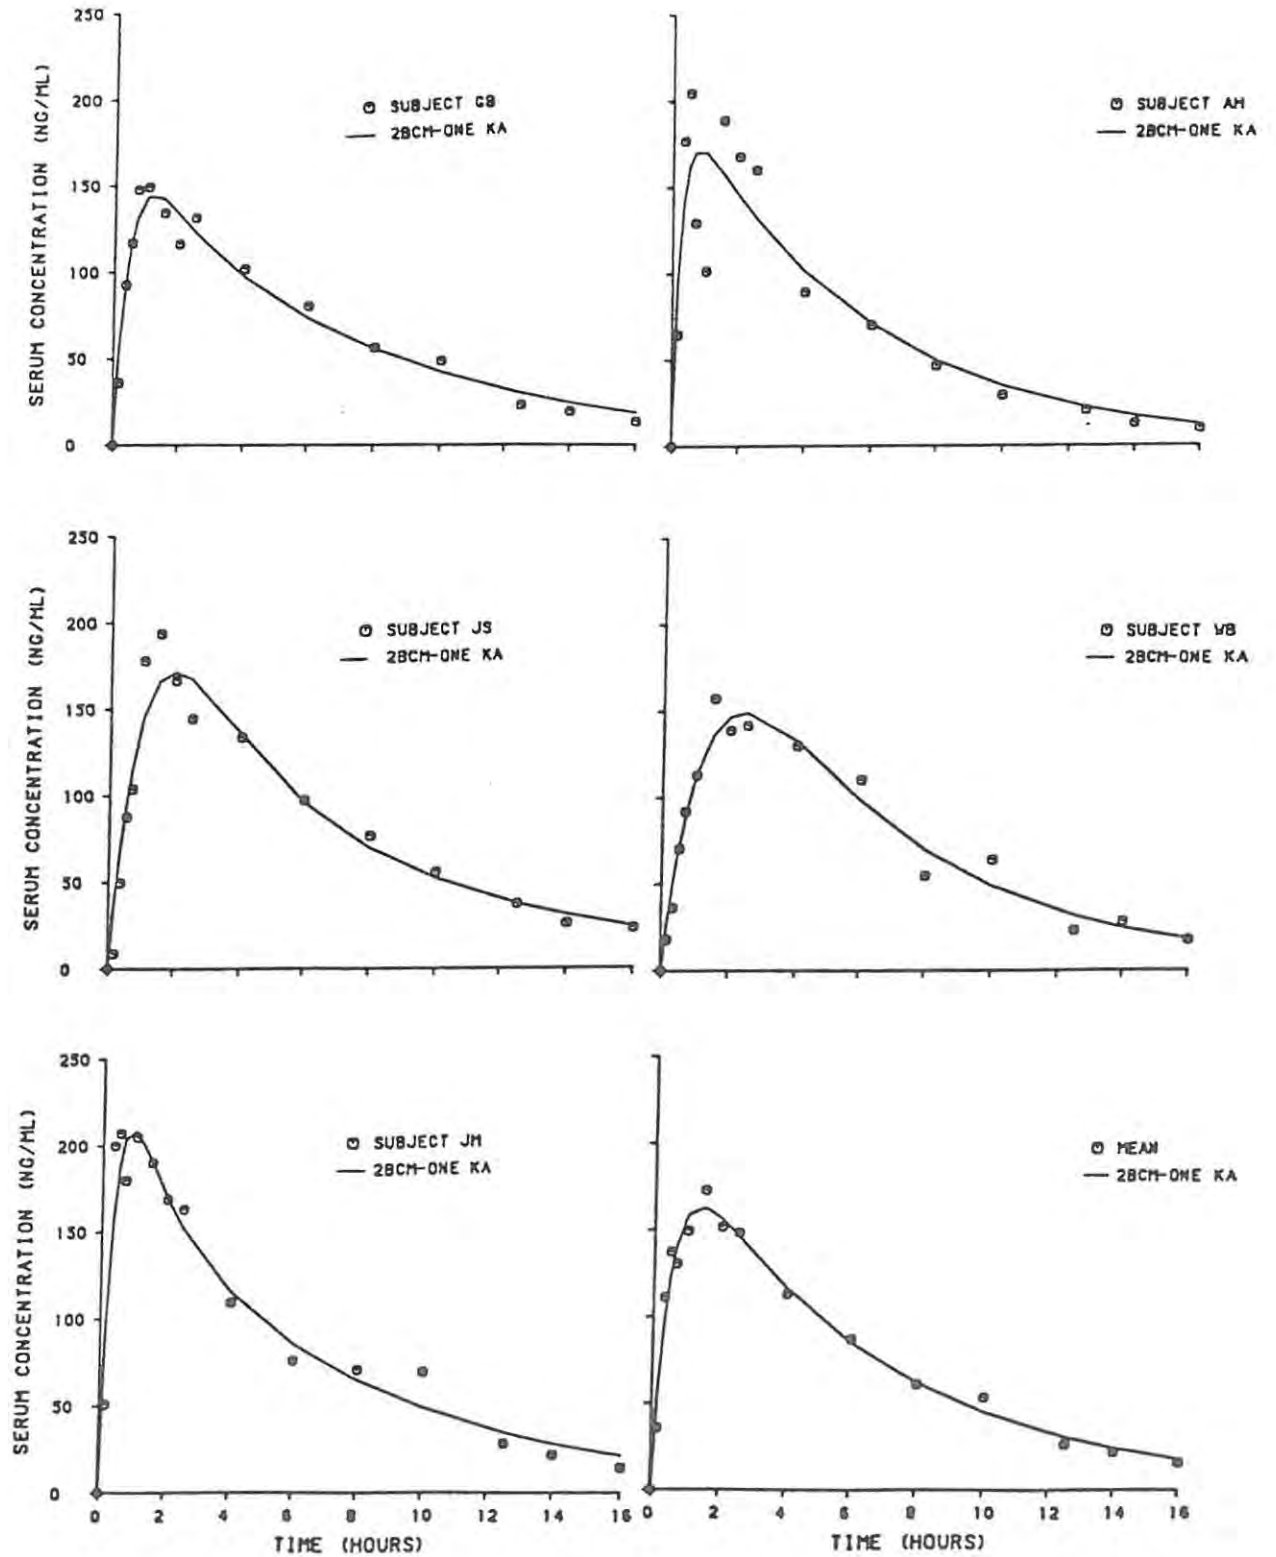 250
200
150
100
50
0
SERUM CONCENTRATION (NG/ML)
SUBJECT GB
2BCM-ONE KA
SUBJECT AH
2BCM-ONE KA
250
200
150
100
50
0
SERUM CONCENTRATION (NG/ML)
SUBJECT JS
2BCM-ONE KA
SUBJECT WB
2BCM-ONE KA
250
200
150
100
50
0
SERUM CONCENTRATION (NG/ML)
SUBJECT JM
2BCM-ONE KA
MEAN
2BCM-ONE KA
0 2 4 6 8 10 12 14 16
TIME (HOURS)
0 2 4 6 8 10 12 14 16
TIME (HOURS)